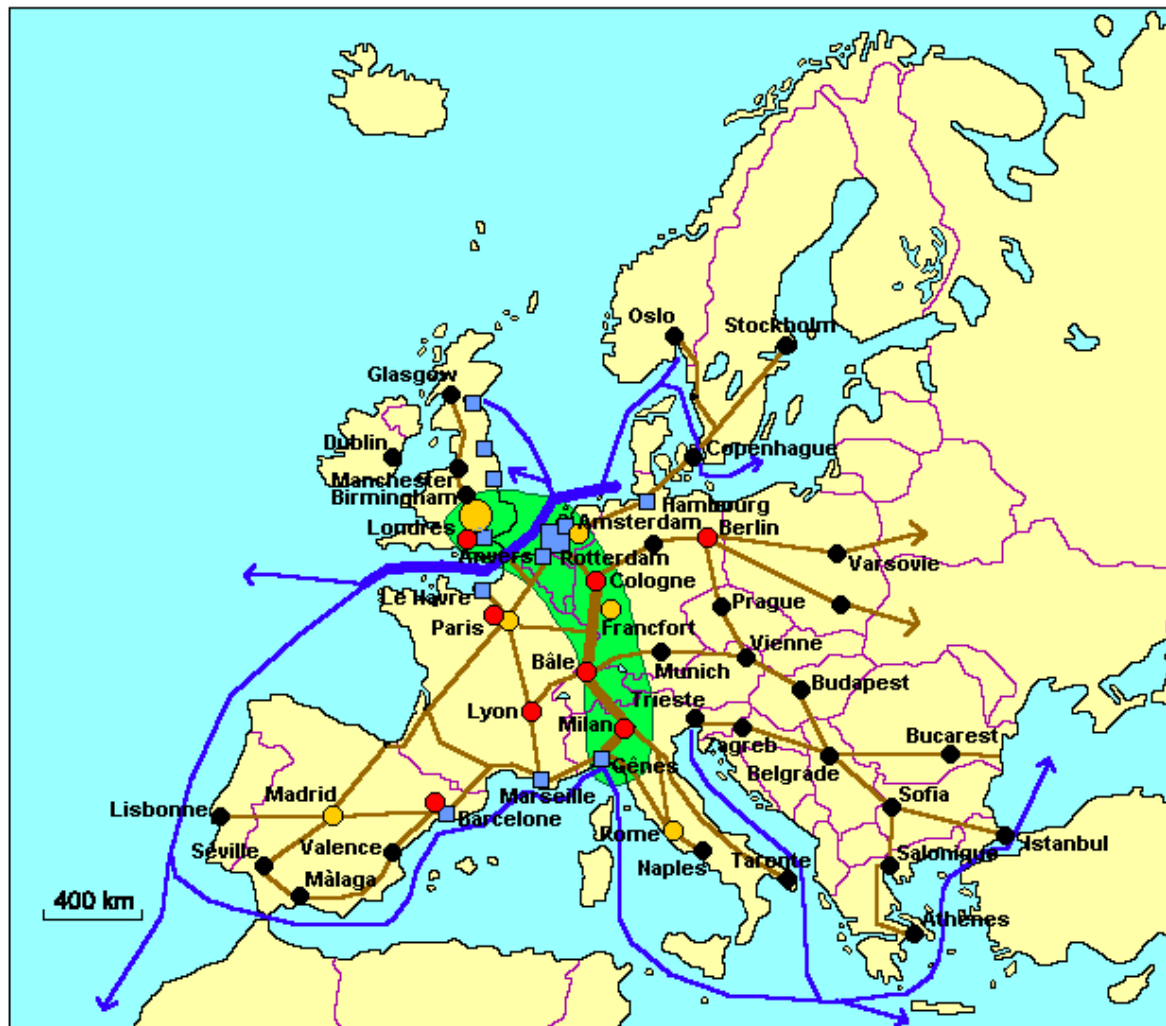 Oslo
Stockholm
Glasgow
Dublin
Copenhague
Manchester
Birmingham
Hambourg
Londres
Amsterdam
Berlin
Anvers
Rotterdam
Varsovie
Cologne
Le Havre
Prague
Paris
Francfort
Vienne
Bâle
Munich
Budapest
Trieste
Lyon
Milan
Zagreb
Bucarest
Gênes
Belgrade
Marseille
Madrid
Sofia
Lisbonne
Barcelone
Rome
Istanbul
Séville
Valence
Naples
Tarente
Salonique
Màlaga
400 km
Athènes